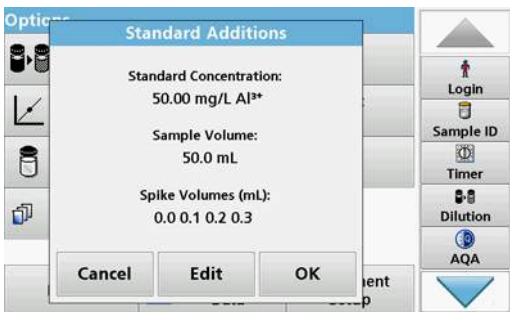 Options
Standard Additions
Standard Concentration:
50.00 mg/L Al³⁺
Sample Volume:
50.0 mL
Spike Volumes (mL):
0.0 0.1 0.2 0.3
Cancel
Edit
OK
Login
Sample ID
Timer
Dilution
AQA